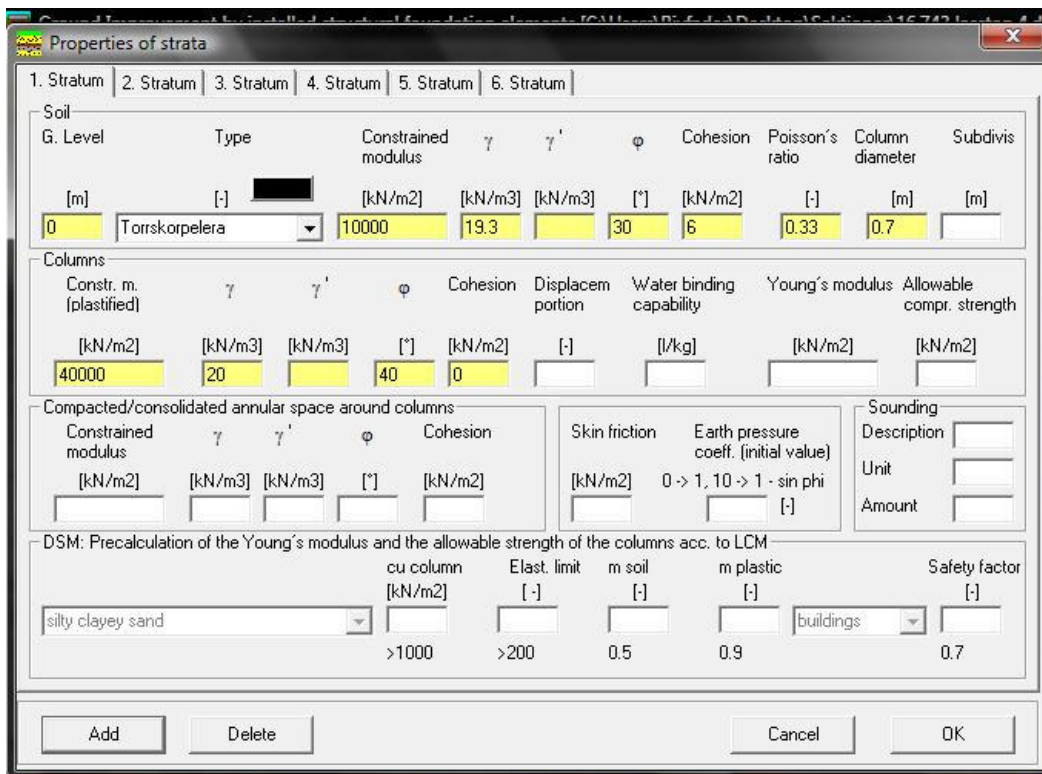 Properties of strata
1. Stratum 2. Stratum 3. Stratum 4. Stratum 5. Stratum 6. Stratum
Soil
G. Level Type Constrained modulus γ γ' φ Cohesion Poisson´s ratio Column diameter Subdivis
[m] [-] [kN/m2] [kN/m3] [kN/m3] [°] [kN/m2] [-] [m] [m]
0 Torrskorpelera 10000 19.3 30 6 0.33 0.7
Columns
Constr. m. (plastified) γ γ' φ Cohesion Displacem portion Water binding capability Young´s modulus Allowable compr. strength
[kN/m2] [kN/m3] [kN/m3] [°] [kN/m2] [-] [l/kg] [kN/m2] [kN/m2]
40000 20 40 0
Compacted/consolidated annular space around columns
Constrained modulus γ γ' φ Cohesion
[kN/m2] [kN/m3] [kN/m3] [°] [kN/m2]
Skin friction Earth pressure coeff. (initial value)
[kN/m2] 0 -> 1, 10 -> 1 - sin phi
[-]
Sounding
Description
Unit
Amount
DSM: Precalculation of the Young´s modulus and the allowable strength of the columns acc. to LCM
cu column Elast. limit m soil m plastic Safety factor
[kN/m2] [-] [-] [-] [-]
silty clayey sand buildings
>1000 >200 0.5 0.9 0.7
Add Delete Cancel OK